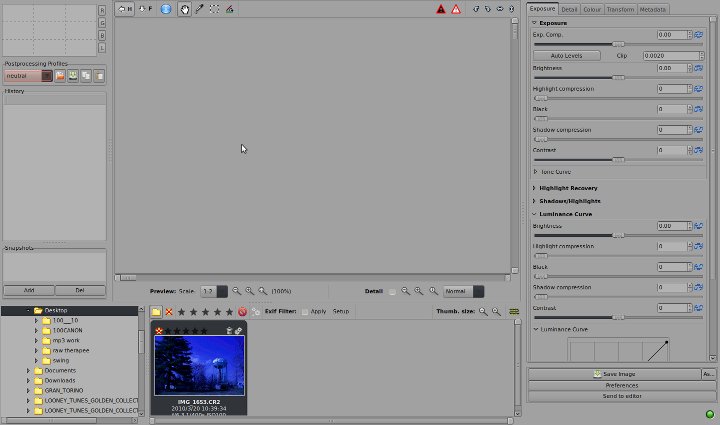 H F
Exposure Detail Colour Transform Metadata
R
G
B
L
Postprocessing Profiles
neutral
History
Snapshots
Add Del
Exposure
Exp. Comp. 0.00
Auto Levels Clip 0.0020
Brightness 0.00
Highlight compression 0
Black 0
Shadow compression 0
Contrast 0
Tone Curve
Highlight Recovery
Shadows/Highlights
Luminance Curve
Brightness 0.00
Highlight compression 0
Black 0
Shadow compression 0
Contrast 0
Luminance Curve
Preview: Scale: 1:2 (100%) Detail Normal
Desktop
100__10
100CANON
mp3 work
raw therapee
swing
Documents
Downloads
GRAN_TORINO
LOONEY_TUNES_GOLDEN_COLLECT
LOONEY_TUNES_GOLDEN_COLLECT
Exif Filter: Apply Setup Thumb. size:
IMG_1653.CR2
2010/3/20 10:39:34
Save Image As...
Preferences
Send to editor